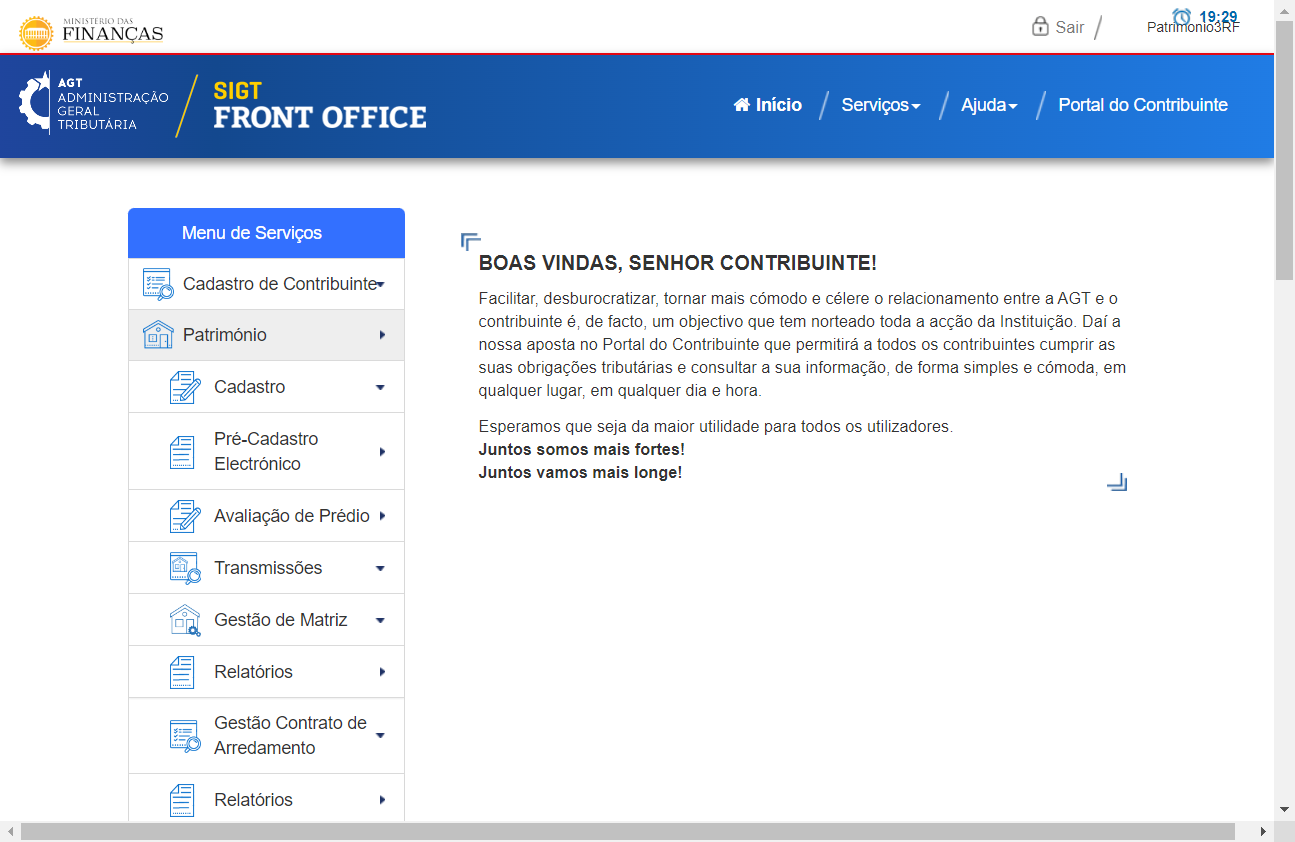 MINISTERIO DAS
FINANÇAS
Sair
19:29
Patrimonio3RF
AGT
ADMINISTRAÇÃO
GERAL
TRIBUTÁRIA
SIGT
FRONT OFFICE
Início
Serviços
Ajuda
Portal do Contribuinte
Menu de Serviços
Cadastro de Contribuinte
Património
Cadastro
Pré-Cadastro
Electrónico
Avaliação de Prédio
Transmissões
Gestão de Matriz
Relatórios
Gestão Contrato de
Arredamento
Relatórios
BOAS VINDAS, SENHOR CONTRIBUINTE!
Facilitar, desburocratizar, tornar mais cómodo e célere o relacionamento entre a AGT e o
contribuinte é, de facto, um objectivo que tem norteado toda a acção da Instituição. Daí a
nossa aposta no Portal do Contribuinte que permitirá a todos os contribuintes cumprir as
suas obrigações tributárias e consultar a sua informação, de forma simples e cómoda, em
qualquer lugar, em qualquer dia e hora.
Esperamos que seja da maior utilidade para todos os utilizadores.
Juntos somos mais fortes!
Juntos vamos mais longe!